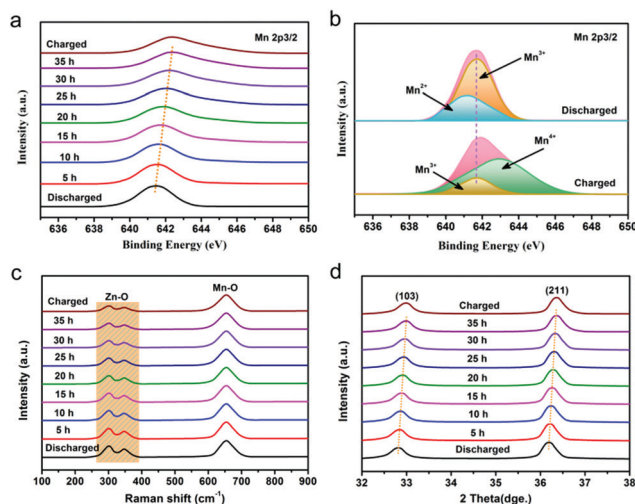 a
Mn 2p3/2
Charged
35 h
30 h
25 h
20 h
15 h
10 h
5 h
Discharged
Intensity (a.u.)
636 638 640 642 644 646 648 650
Binding Energy (eV)
b
Mn 2p3/2
Mn³⁺
Mn²⁺
Discharged
Mn⁴⁺
Mn³⁺
Charged
Intensity (a.u.)
636 638 640 642 644 646 648 650
Binding Energy (eV)
c
Zn-O
Mn-O
Charged
35 h
30 h
25 h
20 h
15 h
10 h
5 h
Discharged
Intensity (a.u.)
100 200 300 400 500 600 700 800 900
Raman shift (cm⁻¹)
d
(103)
(211)
Charged
35 h
30 h
25 h
20 h
15 h
10 h
5 h
Discharged
Intensity (a.u.)
32 33 34 35 36 37 38
2 Theta(dge.)